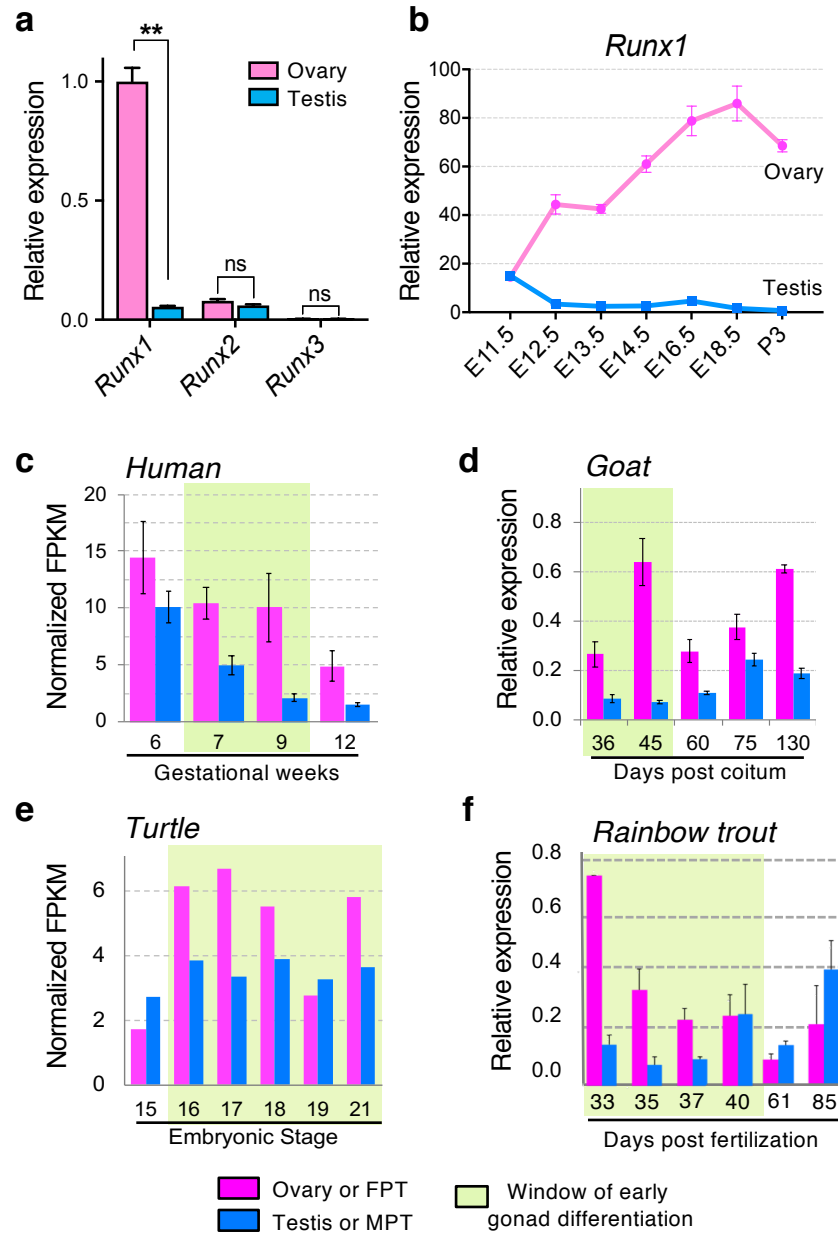 a
**
Ovary
Testis
Relative expression
1.0
0.5
0.0
ns
ns
Runx1
Runx2
Runx3
b
Runx1
Relative expression
100
80
60
40
20
0
Ovary
Testis
E11.5
E12.5
E13.5
E14.5
E16.5
E18.5
P3
c
Human
Normalized FPKM
20
15
10
5
0
6 7 9 12
Gestational weeks
d
Goat
Relative expression
0.8
0.6
0.4
0.2
0.0
36 45 60 75 130
Days post coitum
e
Turtle
Normalized FPKM
6
4
2
0
15 16 17 18 19 21
Embryonic Stage
f
Rainbow trout
Relative expression
0.8
0.6
0.4
0.2
0.0
33 35 37 40 61 85
Days post fertilization
Ovary or FPT
Testis or MPT
Window of early
gonad differentiation